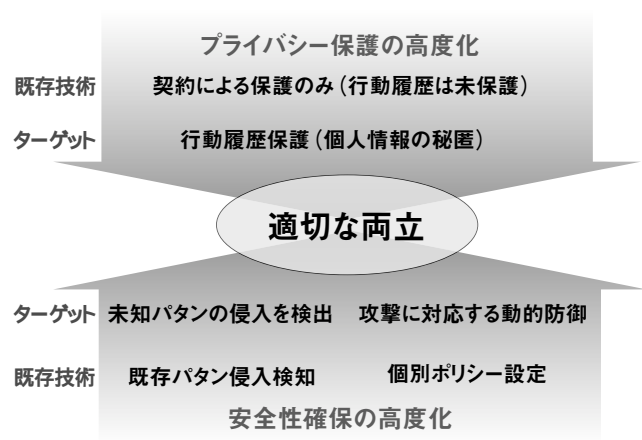 プライバシー保護の高度化
既存技術 契約による保護のみ（行動履歴は未保護）
ターゲット 行動履歴保護（個人情報の秘匿）
適切な両立
ターゲット 未知パタンの侵入を検出 攻撃に対応する動的防御
既存技術 既存パタン侵入検知 個別ポリシー設定
安全性確保の高度化